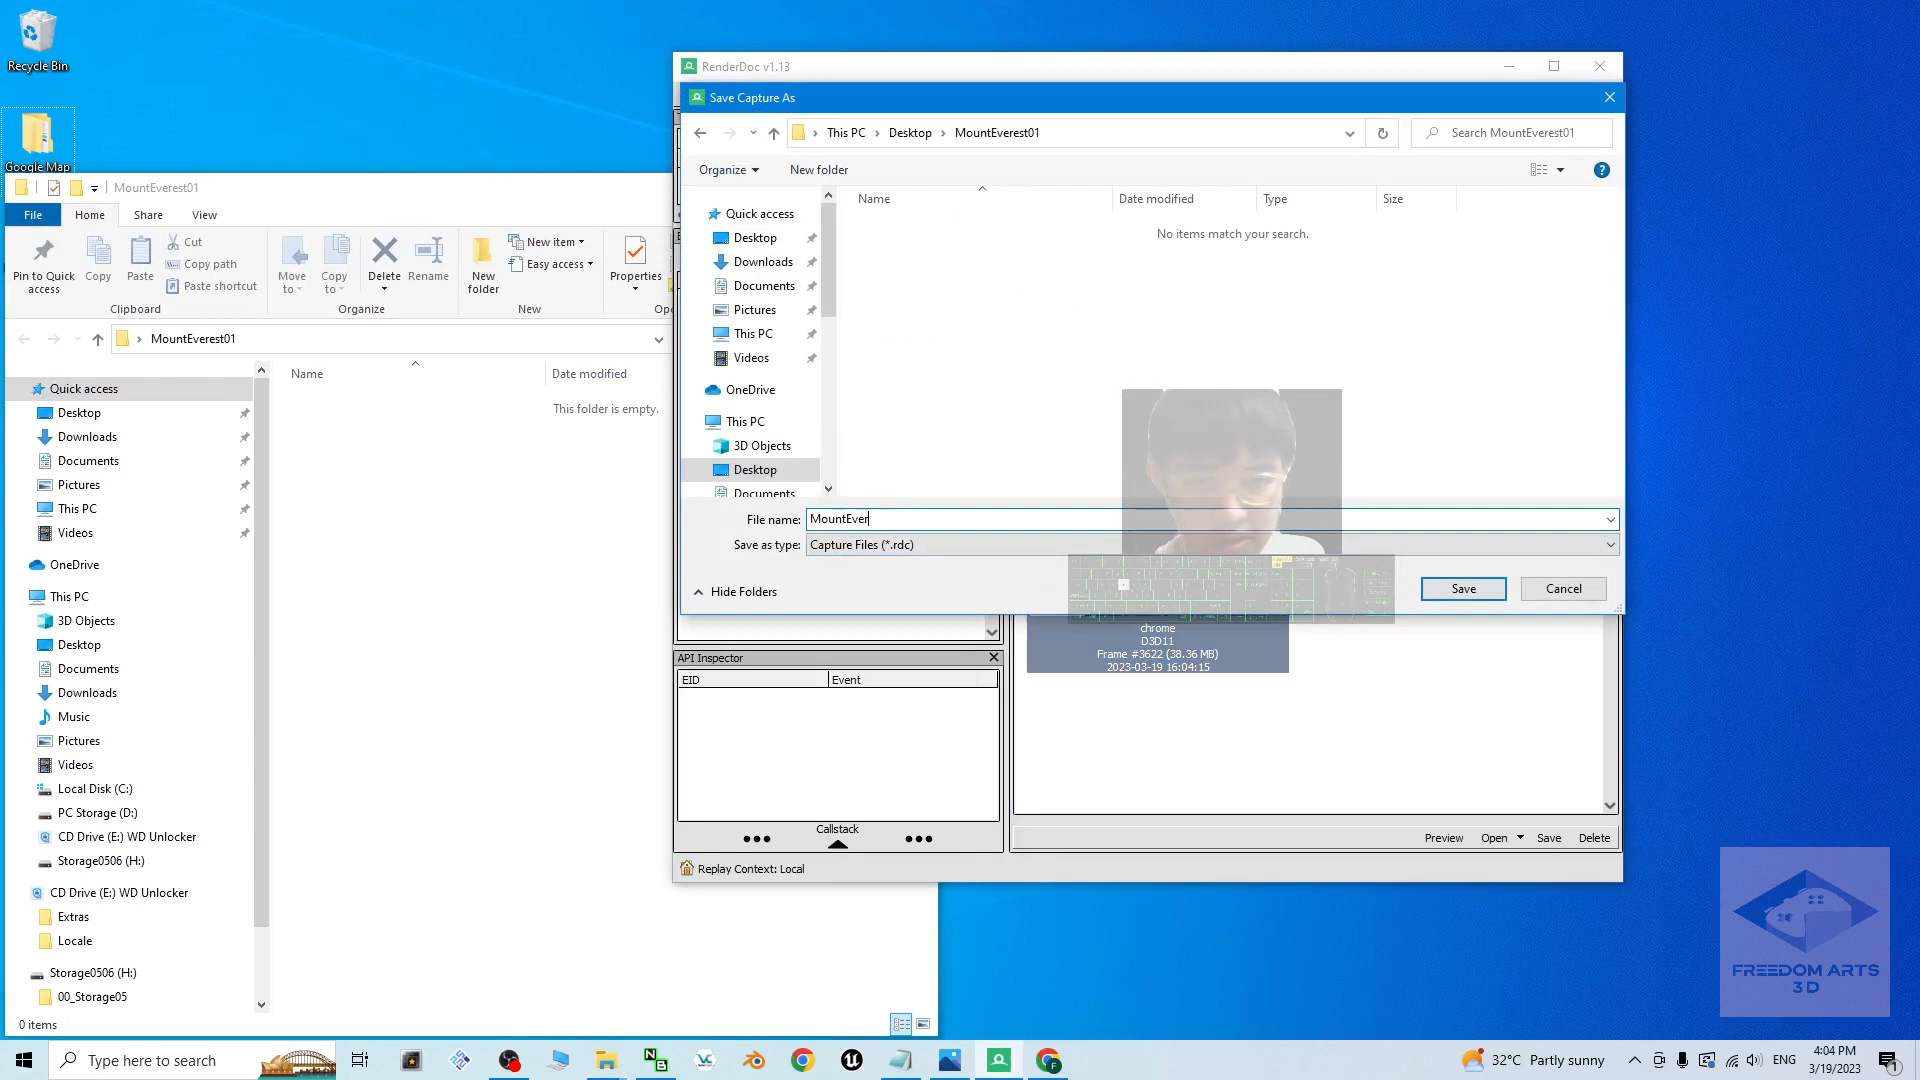 Recycle Bin
Google Map
MountEverest01
File
Home
Share
View
Pin to Quick access
Copy
Paste
Cut
Copy path
Paste shortcut
Clipboard
Move to
Copy to
Delete
Rename
Organize
New folder
New item
Easy access
New
Properties
MountEverest01
Name
Date modified
This folder is empty.
Quick access
Desktop
Downloads
Documents
Pictures
This PC
Videos
OneDrive
This PC
3D Objects
Desktop
Documents
Downloads
Music
Pictures
Videos
Local Disk (C:)
PC Storage (D:)
CD Drive (E:) WD Unlocker
Storage0506 (H:)
CD Drive (E:) WD Unlocker
Extras
Locale
Storage0506 (H:)
00_Storage05
0 items
RenderDoc v1.13
Save Capture As
This PC
Desktop
MountEverest01
Search MountEverest01
Organize
New folder
Name
Date modified
Type
Size
No items match your search.
Quick access
Desktop
Downloads
Documents
Pictures
This PC
Videos
OneDrive
This PC
3D Objects
Desktop
Documents
File name: MountEver
Save as type: Capture Files (*.rdc)
Hide Folders
Save
Cancel
chrome
D3D11
Frame #3622 (38.36 MB)
2023-03-19 16:04:15
API Inspector
EID
Event
Callstack
Preview
Open
Save
Delete
Replay Context: Local
FREEDOM ARTS
3D
Type here to search
32°C Partly sunny
ENG
4:04 PM
3/19/2023